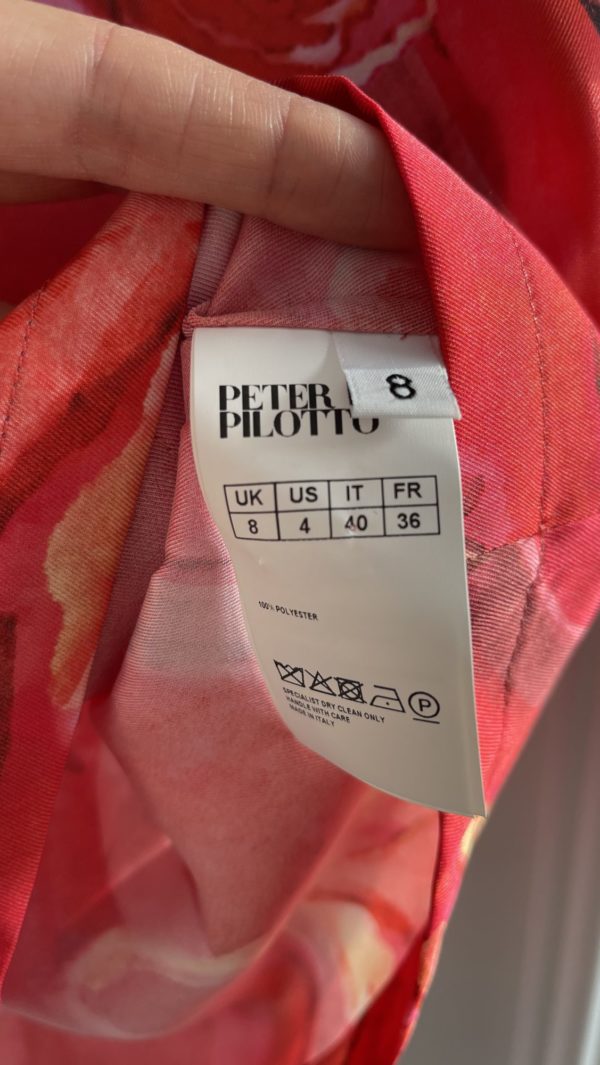 8
PETER
PILOTTO
UK US IT FR
8 4 40 36
100% POLYESTER
SPECIALIST DRY CLEAN ONLY
HANDLE WITH CARE
MADE IN ITALY
P